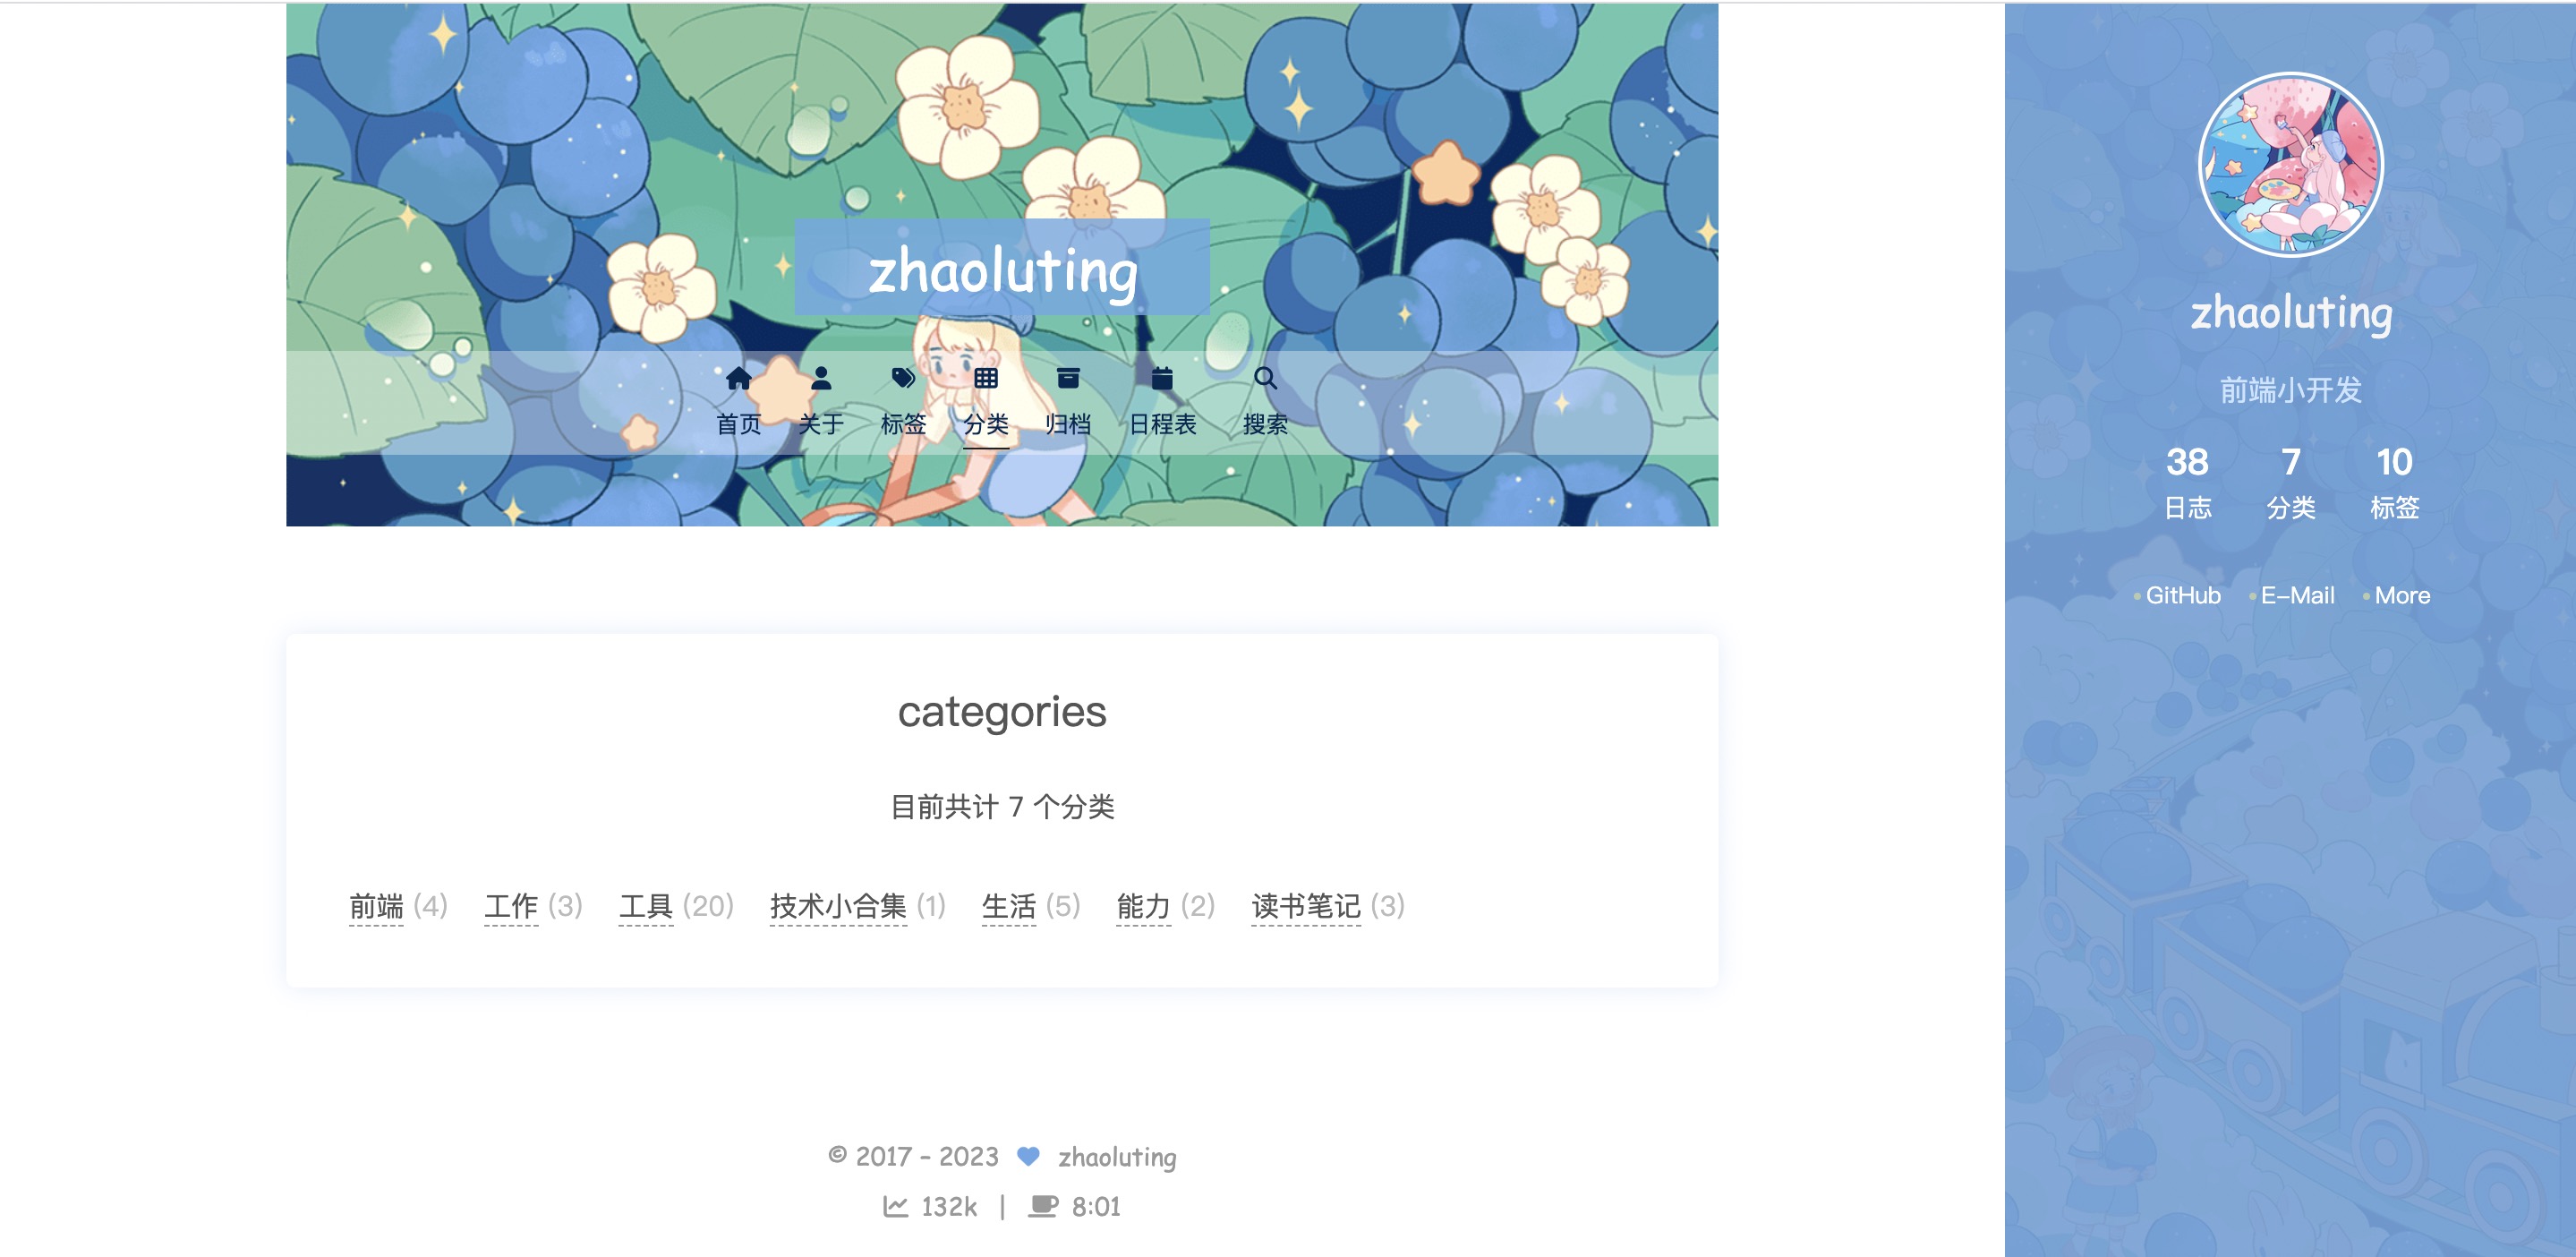 zhaoluting
首页 关于 标签 分类 归档 日程表 搜索
categories
目前共计 7 个分类
前端 (4) 工作 (3) 工具 (20) 技术小合集 (1) 生活 (5) 能力 (2) 读书笔记 (3)
© 2017 - 2023 zhaoluting
132k | 8:01
zhaoluting
前端小开发
38 7 10
日志 分类 标签
GitHub E-Mail More